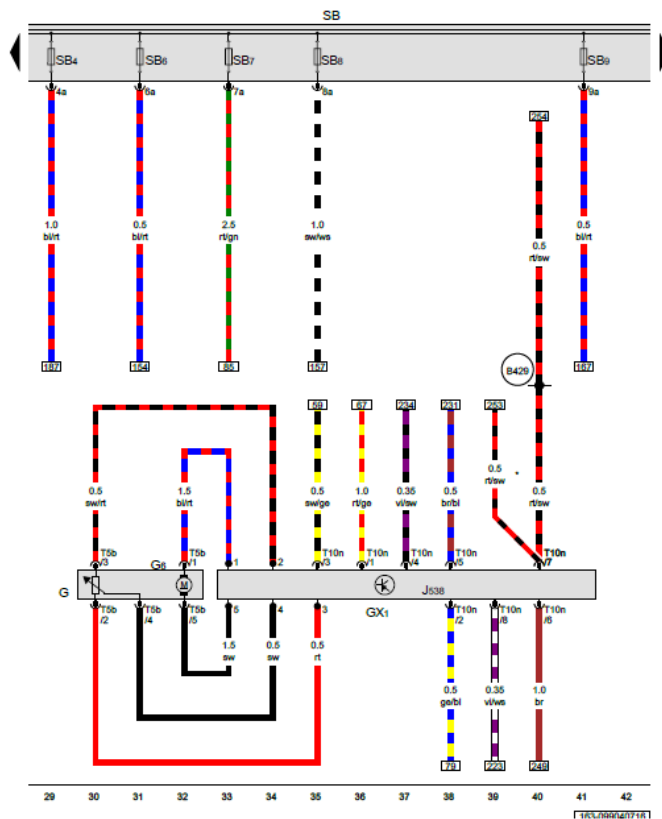 SB
SB4 SB6 SB7 SB8 SB9
4a 6a 7a 8a 9a
254
1.0 0.5 2.5 1.0 0.5
bl/rt bl/rt rt/gn sw/ws bl/rt
0.5
rt/sw
187 184 85 157 167
B429
59 67 234 231 253
0.5 1.5 0.5 1.0 0.35 0.5 0.5 * 0.5
sw/rt bl/rt sw/ge rt/ge vi/sw br/bl rt/sw rt/sw
T5b G6 T5b T10n T10n T10n T10n T10n
/3 /1 1 2 /3 /1 /4 /5 /7
G M J538
GX1
T5b T5b T5b 5 4 3 T10n T10n T10n
/2 /4 /5 /2 /8 /6
1.5 0.5 0.5
sw sw rt
0.5 0.35 1.0
ge/bl vi/ws br
79 223 249
29 30 31 32 33 34 35 36 37 38 39 40 41 42
163-099040716